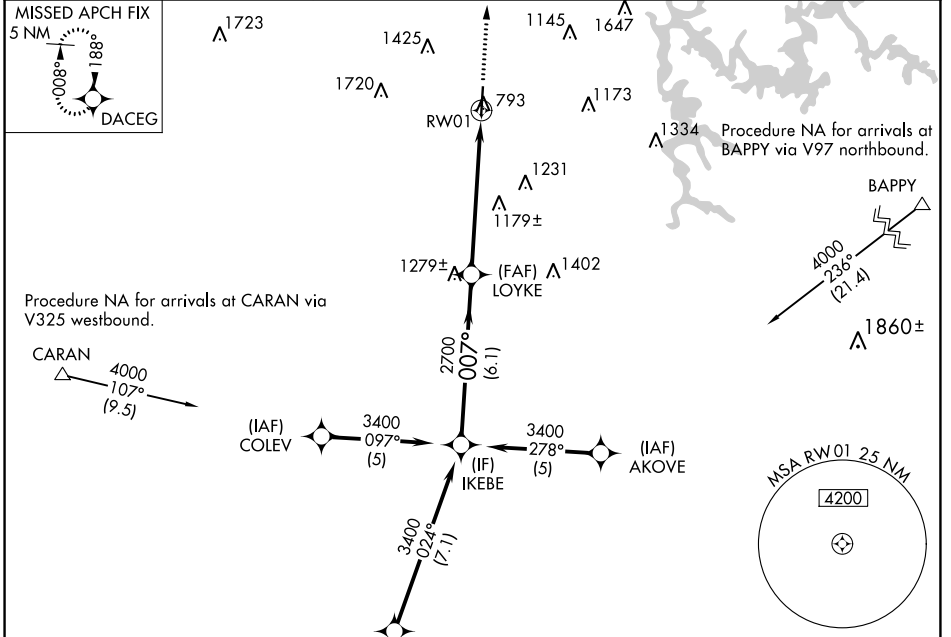 MISSED APCH FIX
5 NM
008°
188°
DACEG
1723
1425
1145
1647
1720
793
1173
RW01
1334
Procedure NA for arrivals at
BAPPY via V97 northbound.
1231
1179±
BAPPY
4000
236°
(21.4)
1279±
(FAF)
LOYKE
1402
1860±
Procedure NA for arrivals at CARAN via
V325 westbound.
CARAN
4000
107°
(9.5)
2700
007°
(6.1)
(IAF)
COLEV
3400
097°
(5)
(IF)
IKEBE
3400
278°
(5)
(IAF)
AKOVE
3400
024°
(7.1)
MSA RW01 25 NM
4200